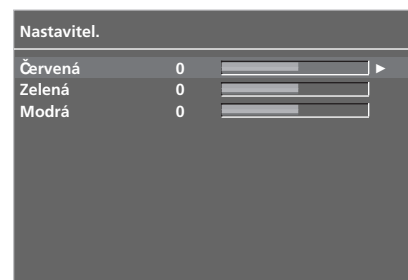 Nastavitel.
Červená 0 ►
Zelená 0
Modrá 0